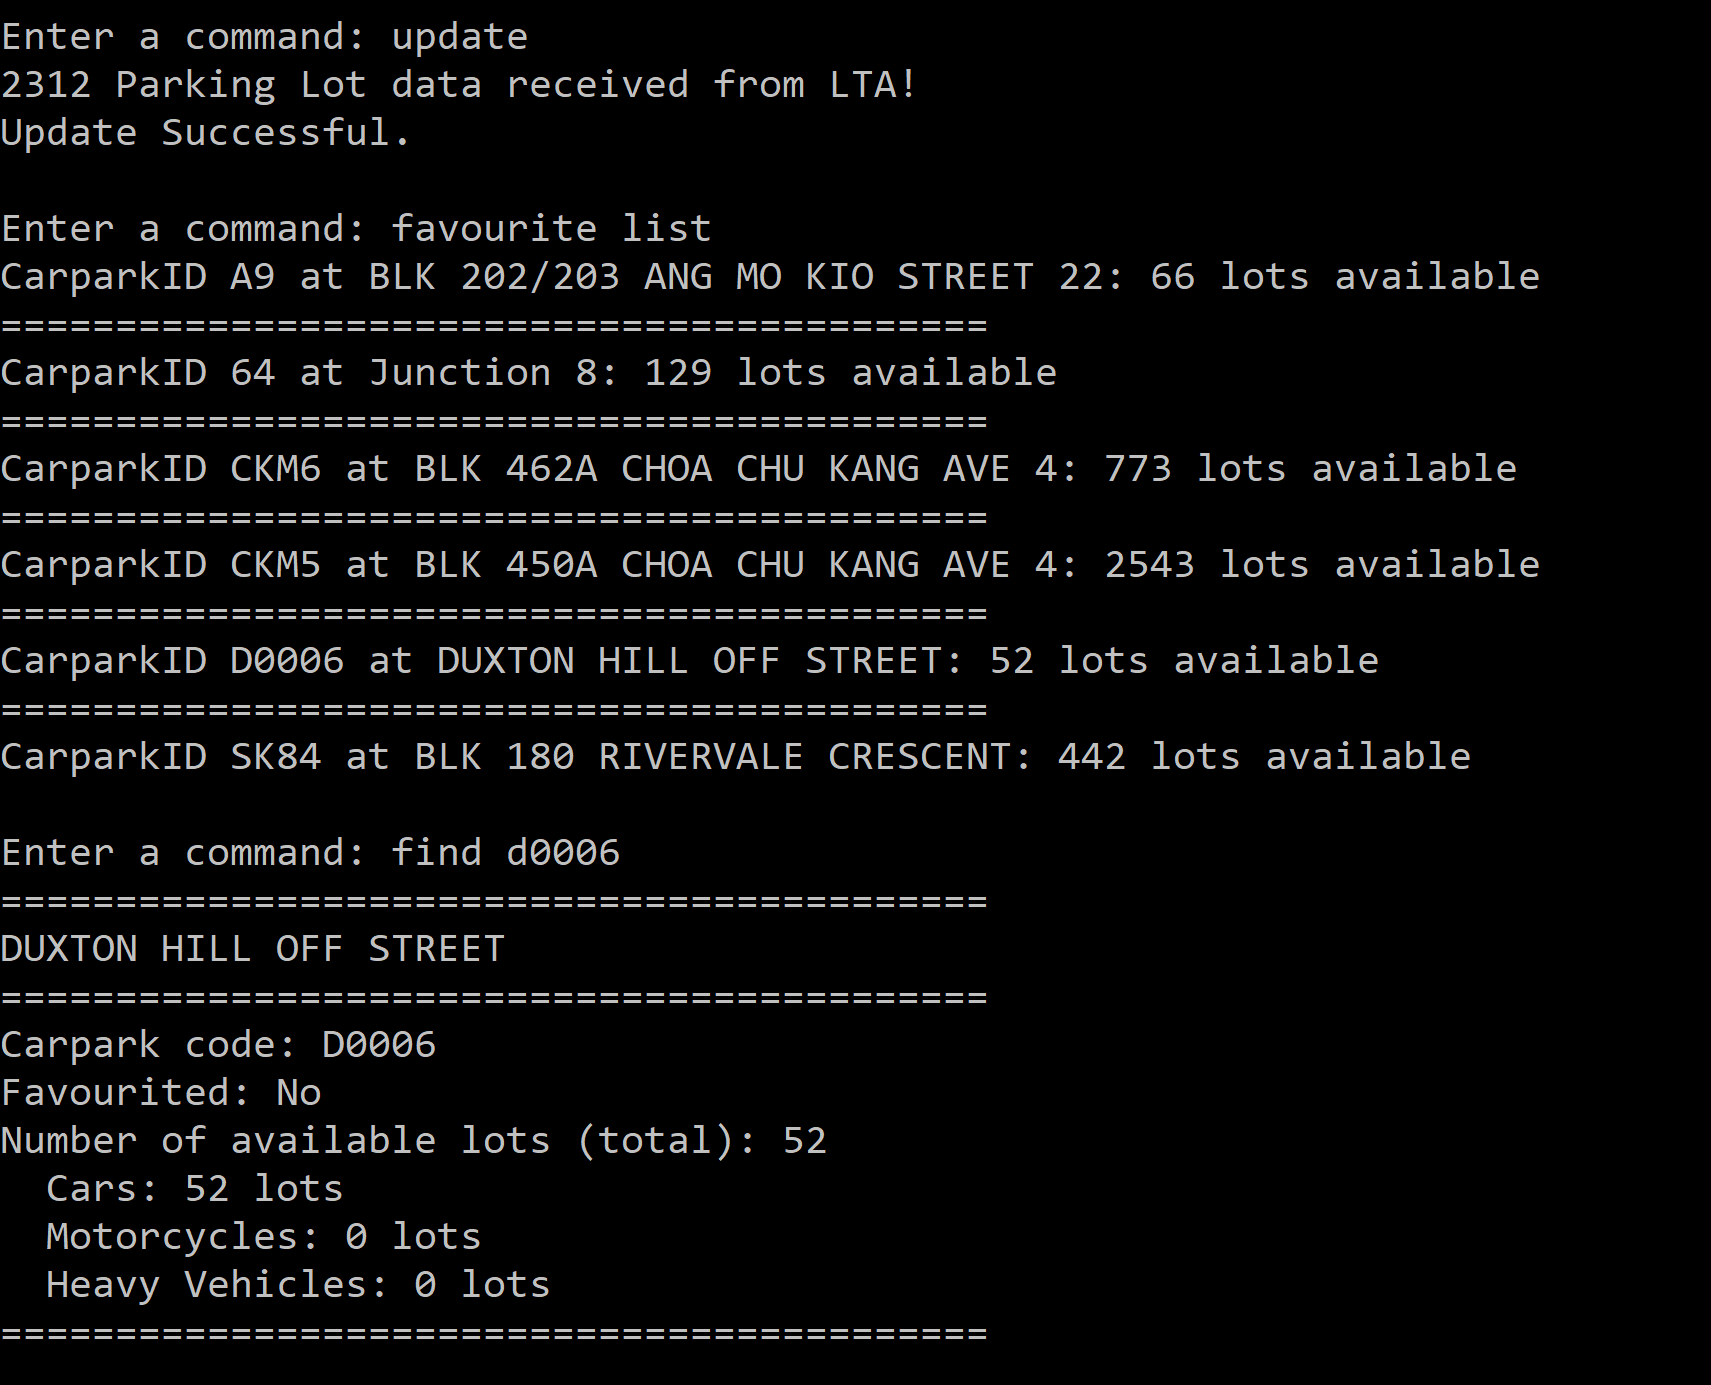 Enter a command: update
2312 Parking Lot data received from LTA!
Update Successful.
Enter a command: favourite list
CarparkID A9 at BLK 202/203 ANG MO KIO STREET 22: 66 lots available
===========================================
CarparkID 64 at Junction 8: 129 lots available
===========================================
CarparkID CKM6 at BLK 462A CHOA CHU KANG AVE 4: 773 lots available
===========================================
CarparkID CKM5 at BLK 450A CHOA CHU KANG AVE 4: 2543 lots available
===========================================
CarparkID D0006 at DUXTON HILL OFF STREET: 52 lots available
===========================================
CarparkID SK84 at BLK 180 RIVERVALE CRESCENT: 442 lots available
Enter a command: find d0006
===========================================
DUXTON HILL OFF STREET
===========================================
Carpark code: D0006
Favourited: No
Number of available lots (total): 52
  Cars: 52 lots
  Motorcycles: 0 lots
  Heavy Vehicles: 0 lots
===========================================